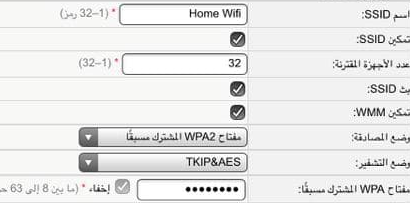 اسم SSID: Home Wifi * (1–32 رمز)
تمكين SSID:
عدد الأجهزة المقترنة: 32 * (1–32)
بث SSID:
تمكين WMM:
وضع المصادقة: مفتاح WPA2 المشترك مسبقًا
وضع التشفير: TKIP&AES
مفتاح WPA المشترك مسبقًا: •••••••• إخفاء * (ما بين 8 إلى 63